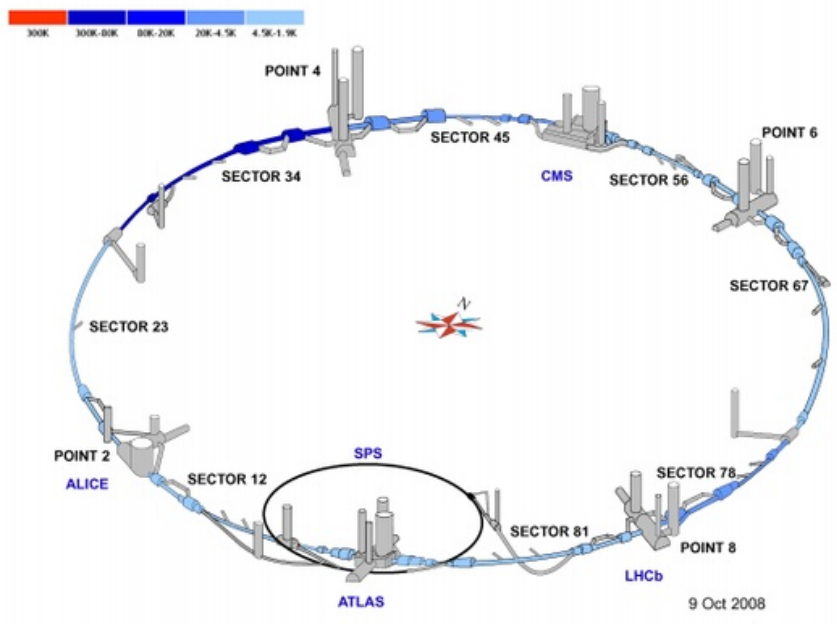 300K 300K-80K 80K-20K 20K-4.5K 4.5K-1.9K
POINT 4
POINT 6
SECTOR 45
CMS
SECTOR 34
SECTOR 56
SECTOR 67
N
SECTOR 23
POINT 2
ALICE
SECTOR 12
SPS
SECTOR 78
SECTOR 81
POINT 8
LHCb
ATLAS
9 Oct 2008